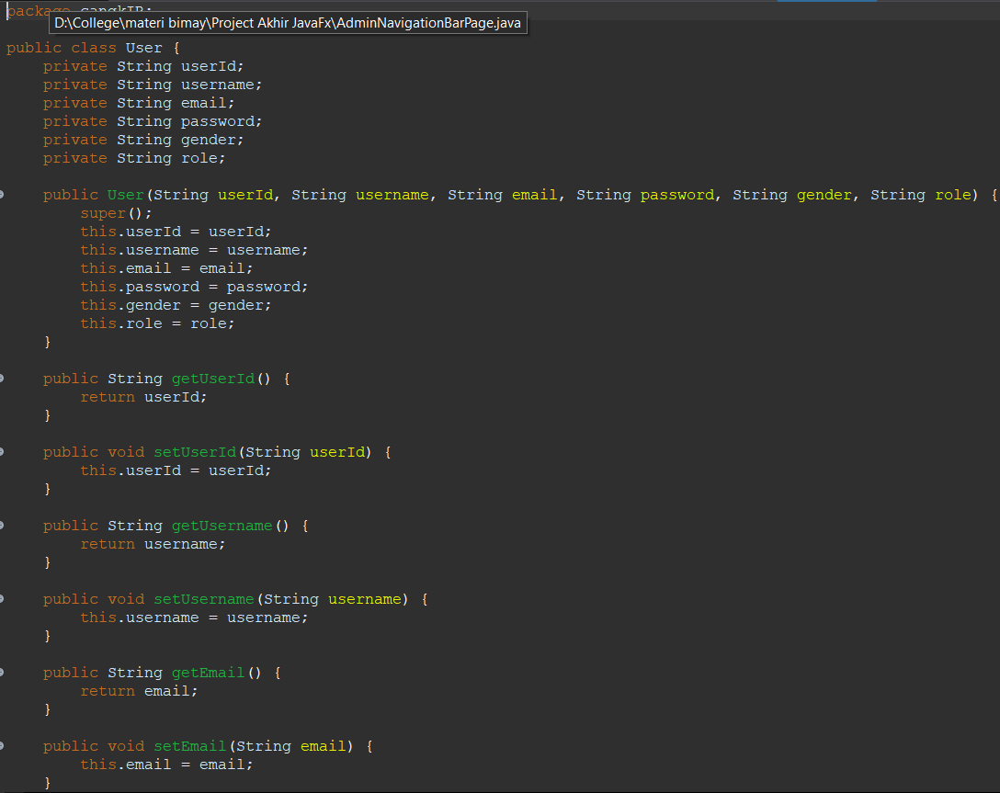 package cangkIR;
D:\College\materi bimay\Project Akhir JavaFx\AdminNavigationBarPage.java
public class User {
private String userId;
private String username;
private String email;
private String password;
private String gender;
private String role;
public User(String userId, String username, String email, String password, String gender, String role) {
super();
this.userId = userId;
this.username = username;
this.email = email;
this.password = password;
this.gender = gender;
this.role = role;
}
public String getUserId() {
return userId;
}
public void setUserId(String userId) {
this.userId = userId;
}
public String getUsername() {
return username;
}
public void setUsername(String username) {
this.username = username;
}
public String getEmail() {
return email;
}
public void setEmail(String email) {
this.email = email;
}